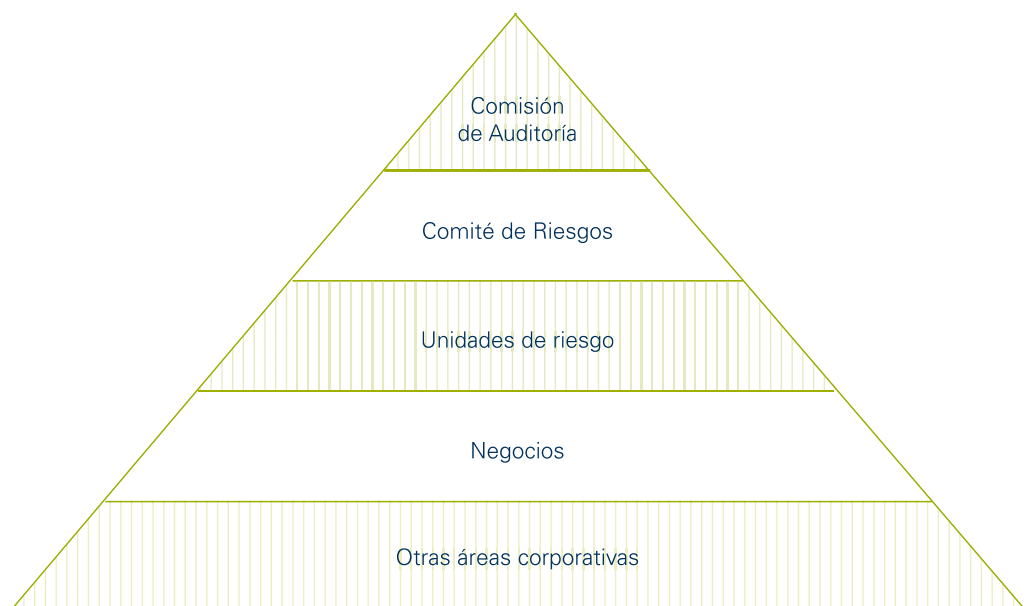 Comisión
de Auditoría
Comité de Riesgos
Unidades de riesgo
Negocios
Otras áreas corporativas